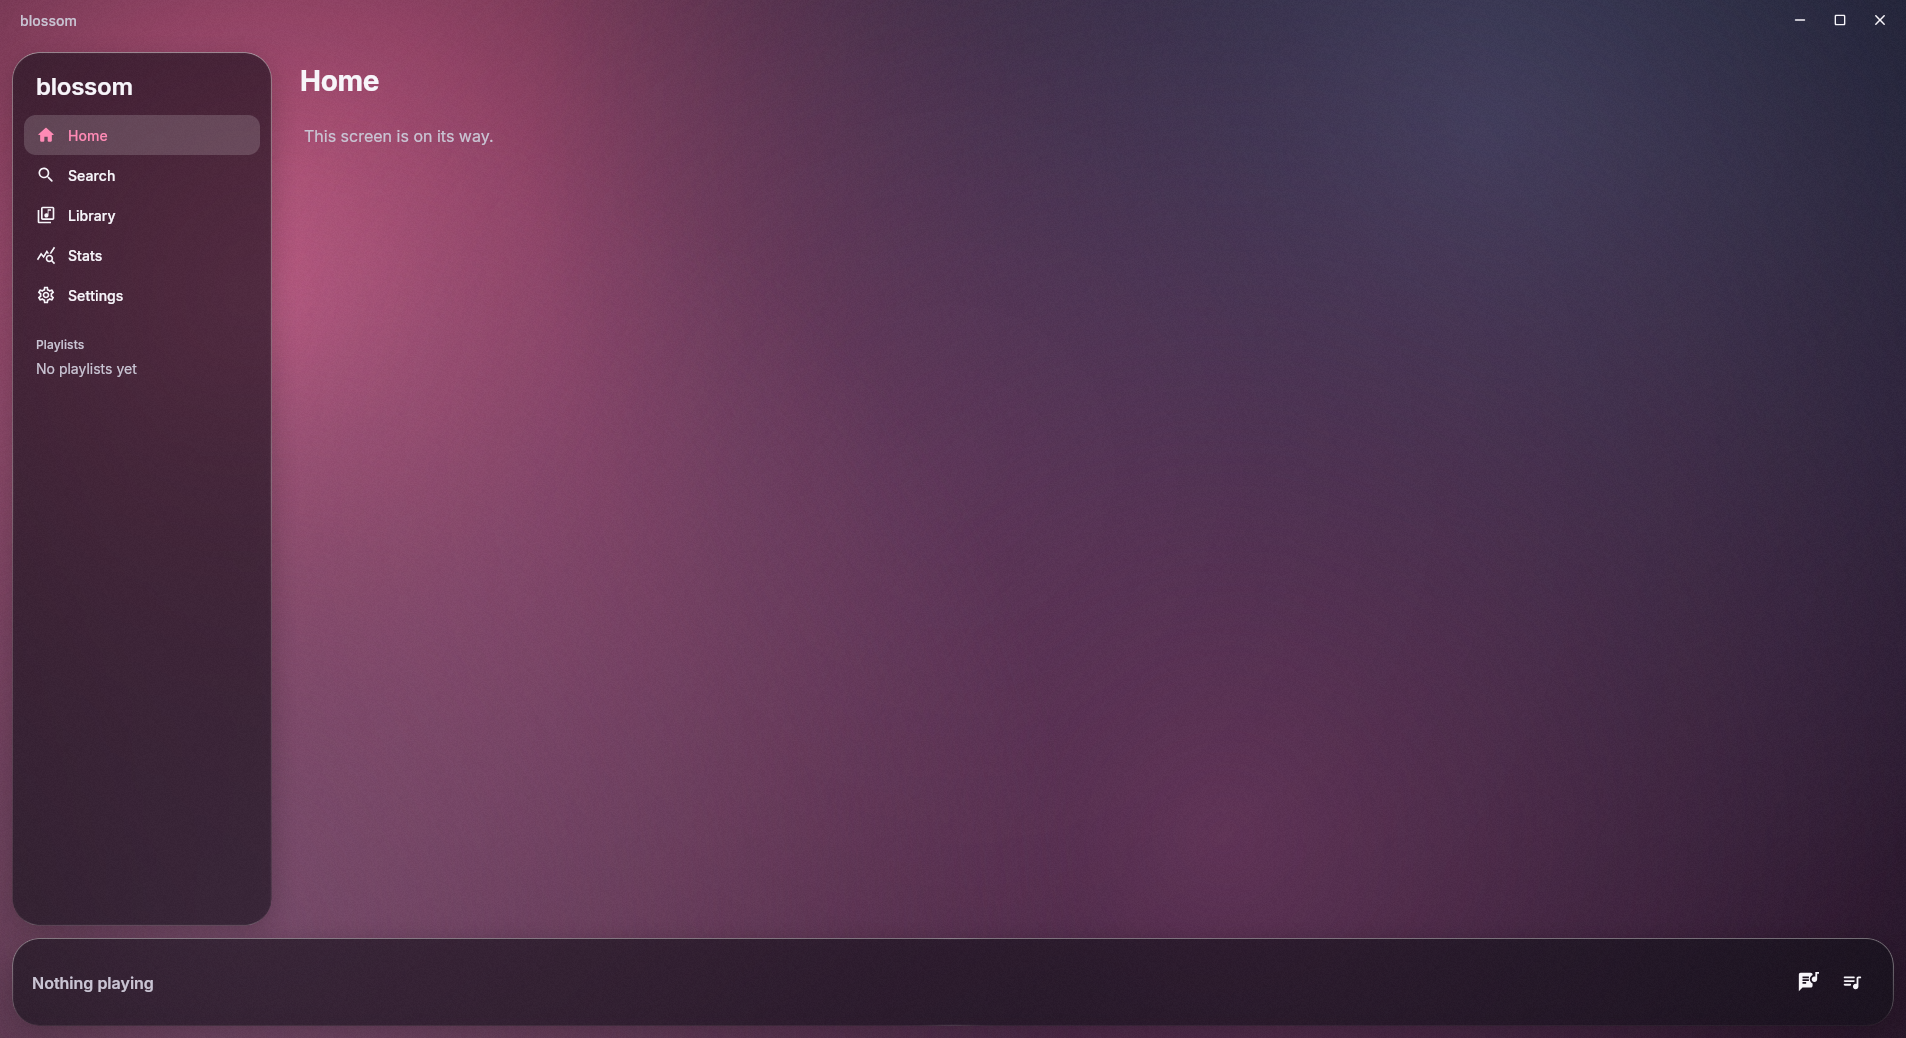 blossom
blossom
Home
Search
Library
Stats
Settings
Playlists
No playlists yet
Home
This screen is on its way.
Nothing playing